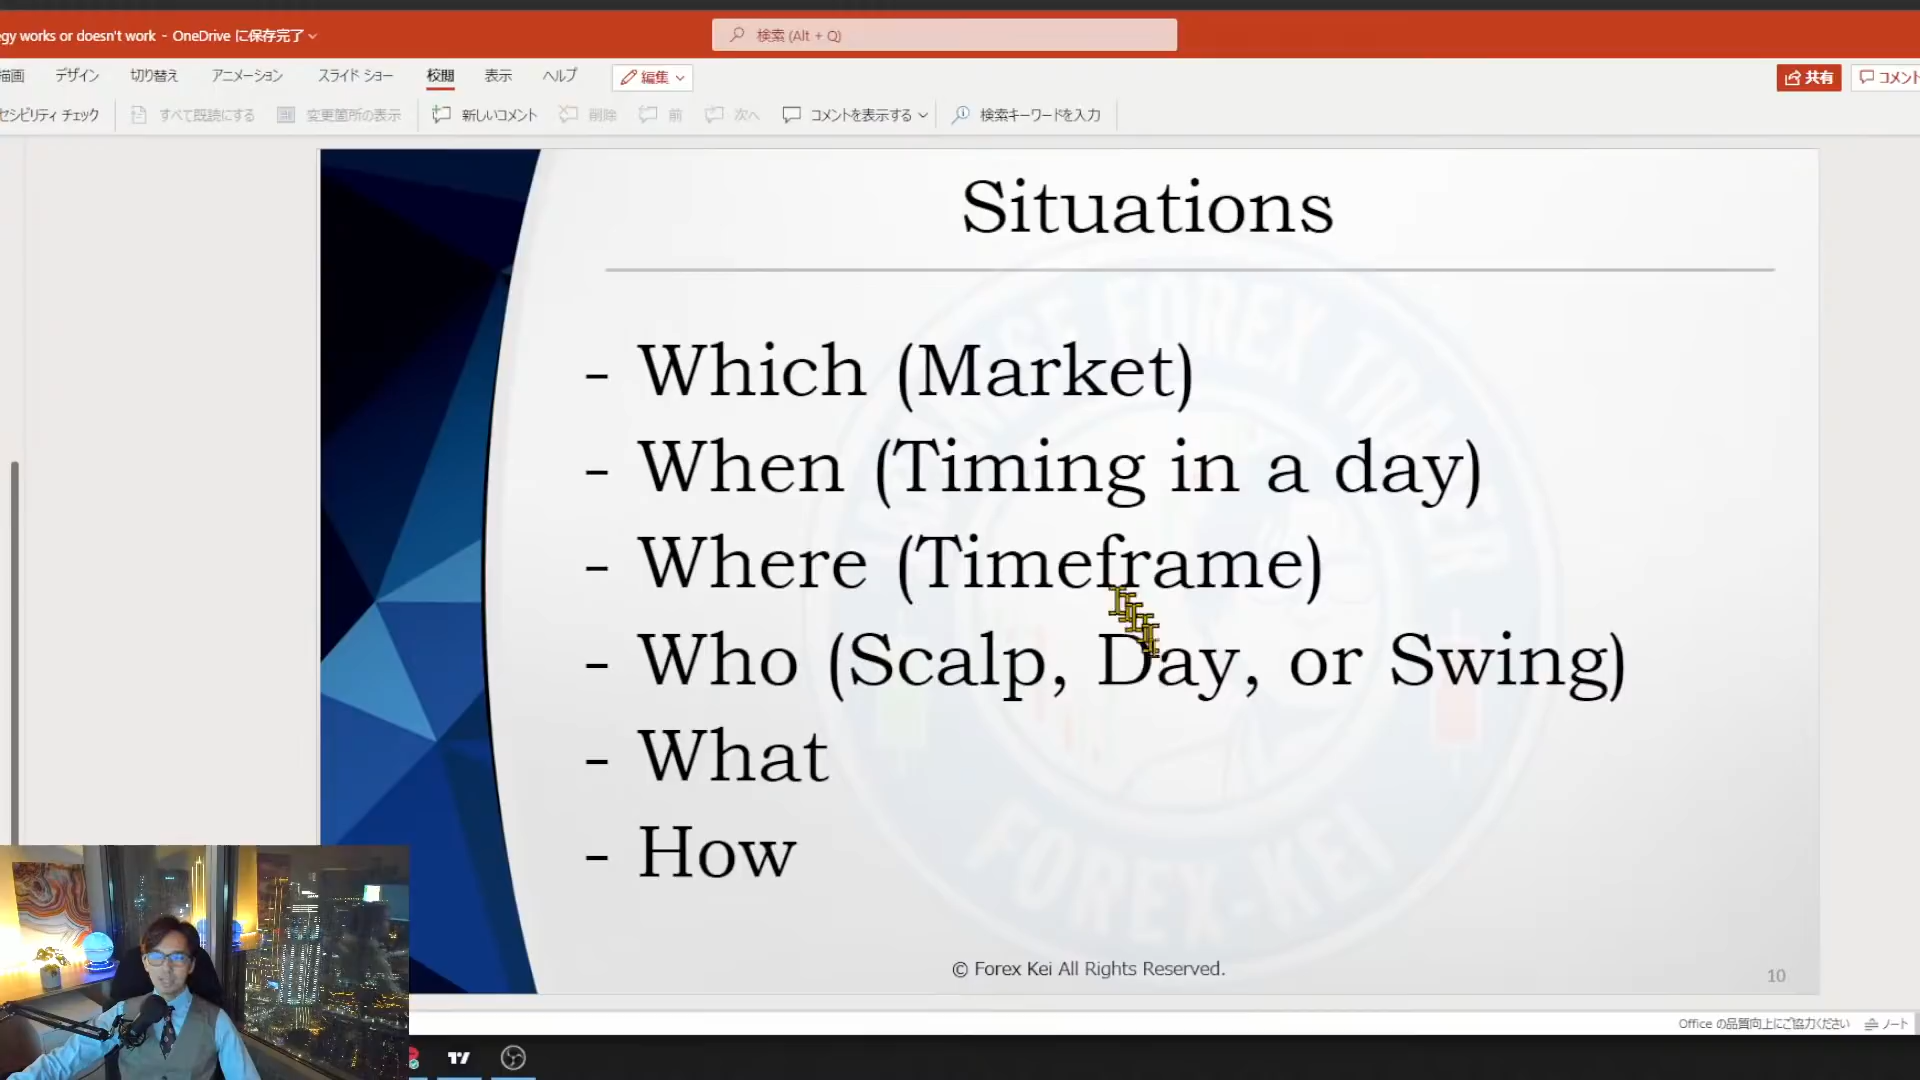 egy works or doesn't work - OneDrive に保存完了
検索 (Alt + Q)
描画 デザイン 切り替え アニメーション スライド ショー 校閲 表示 ヘルプ 編集 共有 コメント
セシビリティ チェック すべて既読にする 変更箇所の表示 新しいコメント 削除 前 次へ コメントを表示する 検索キーワードを入力
Situations
- Which (Market)
- When (Timing in a day)
- Where (Timeframe)
- Who (Scalp, Day, or Swing)
- What
- How
FOREX TRADER
FOREX-KEI
© Forex Kei All Rights Reserved.
10
Office の品質向上にご協力ください ノート